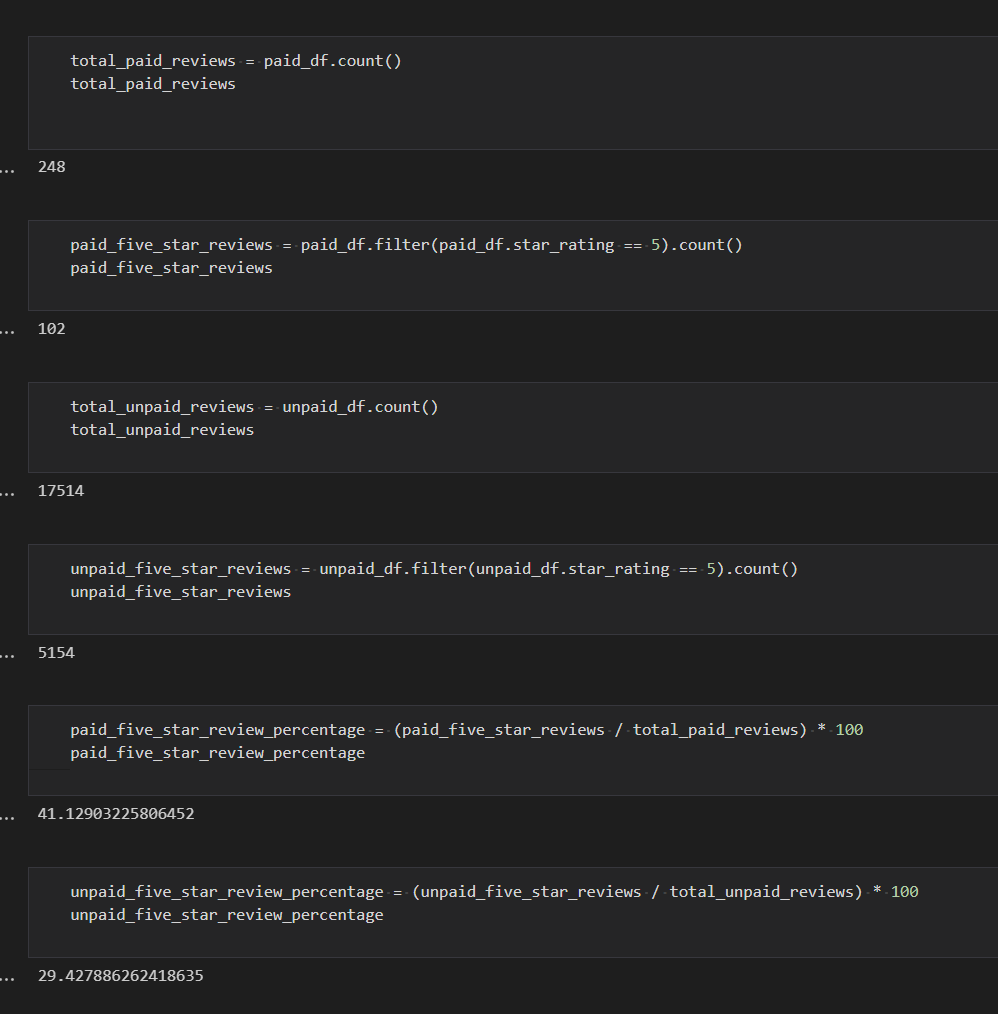 total_paid_reviews = paid_df.count()
total_paid_reviews
... 248
paid_five_star_reviews = paid_df.filter(paid_df.star_rating == 5).count()
paid_five_star_reviews
... 102
total_unpaid_reviews = unpaid_df.count()
total_unpaid_reviews
... 17514
unpaid_five_star_reviews = unpaid_df.filter(unpaid_df.star_rating == 5).count()
unpaid_five_star_reviews
... 5154
paid_five_star_review_percentage = (paid_five_star_reviews / total_paid_reviews) * 100
paid_five_star_review_percentage
... 41.12903225806452
unpaid_five_star_review_percentage = (unpaid_five_star_reviews / total_unpaid_reviews) * 100
unpaid_five_star_review_percentage
... 29.427886262418635